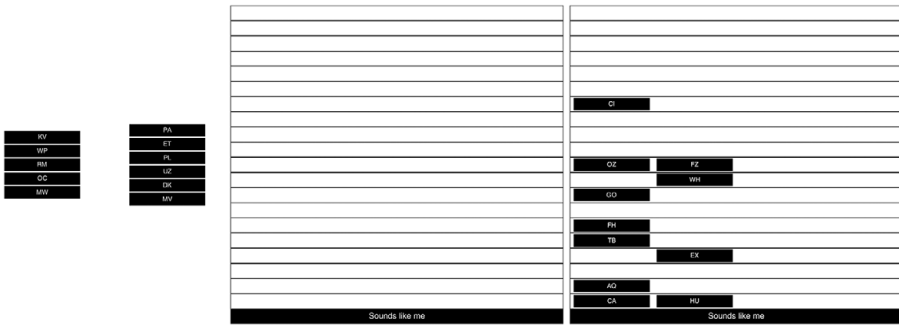 KV
WP
RM
OC
MW
PA
ET
PL
UZ
DK
MV
Sounds like me
CI
OZ FZ
WH
GO
FH
TB
EX
AQ
CA HU
Sounds like me